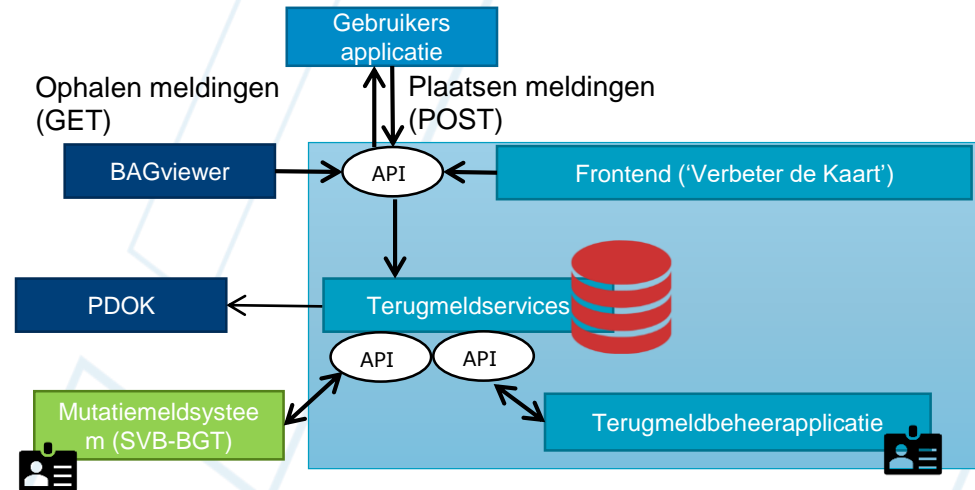 Gebruikers
applicatie
Ophalen meldingen
(GET)
Plaatsen meldingen
(POST)
BAGviewer
API
Frontend (‘Verbeter de Kaart’)
PDOK
Terugmeldservices
API
API
Mutatiemeldsystee
m (SVB-BGT)
Terugmeldbeheerapplicatie